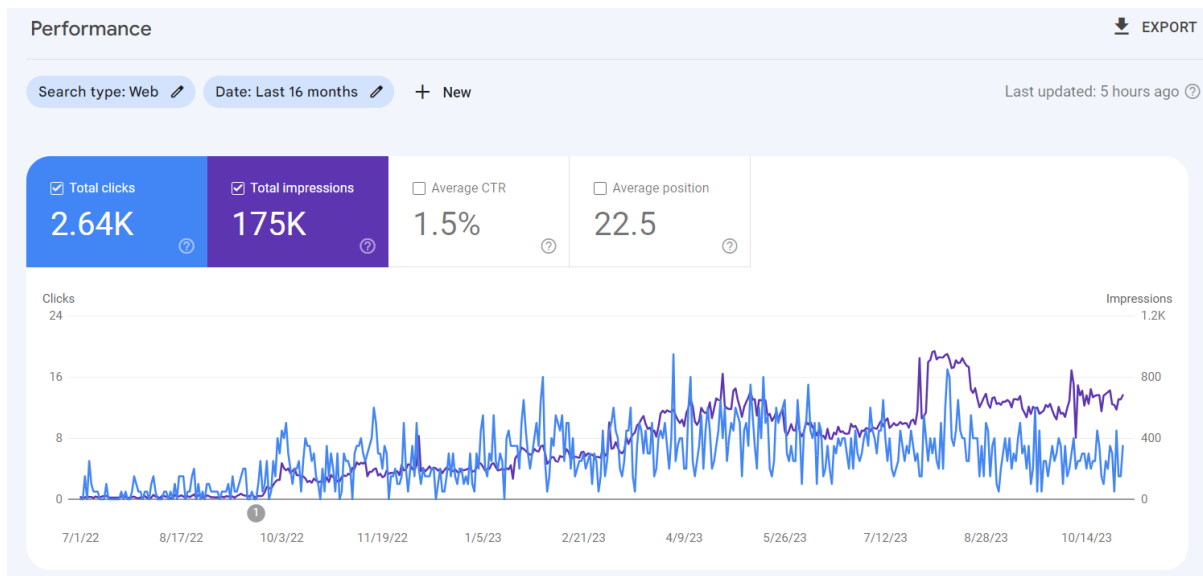 Performance
EXPORT
Search type: Web
Date: Last 16 months
+ New
Last updated: 5 hours ago
Total clicks
2.64K
Total impressions
175K
Average CTR
1.5%
Average position
22.5
Clicks
Impressions
24
1.2K
16
800
8
400
0
0
1
7/1/22
8/17/22
10/3/22
11/19/22
1/5/23
2/21/23
4/9/23
5/26/23
7/12/23
8/28/23
10/14/23